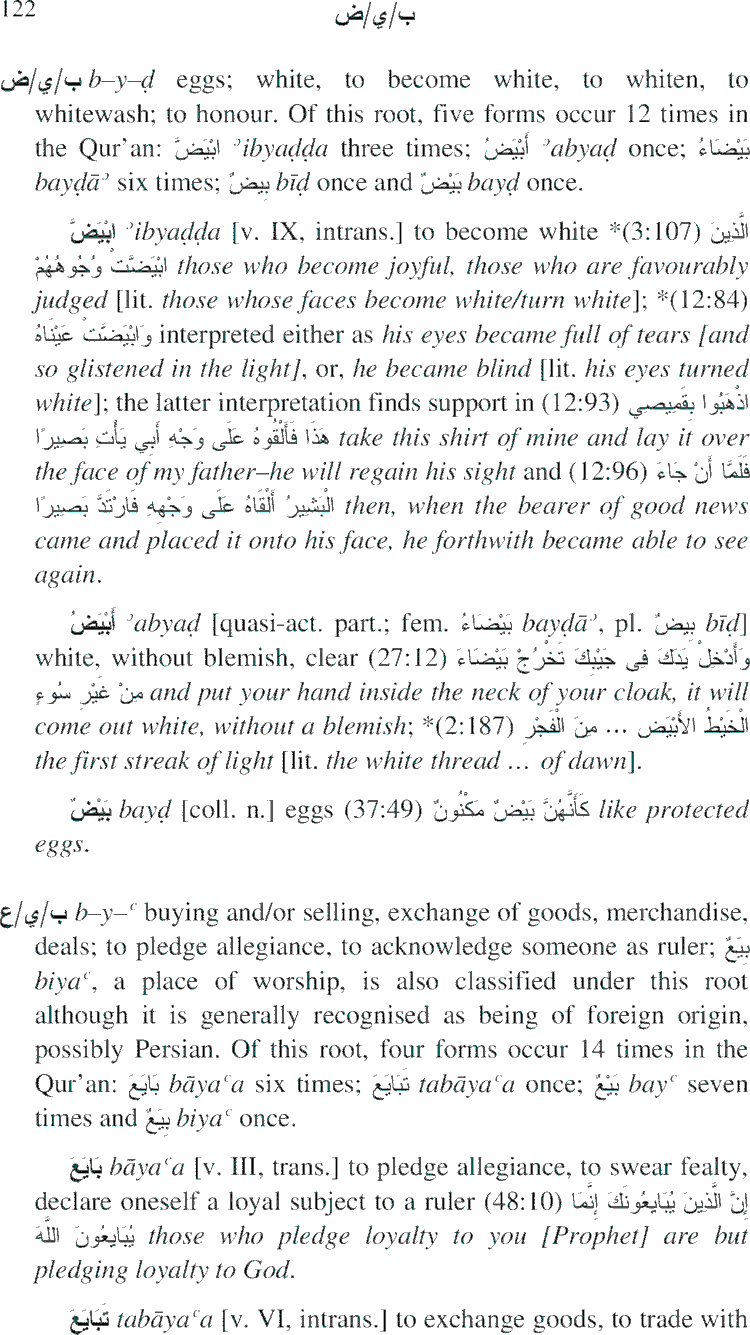 122 ب/ي/ض
ب/ي/ض b–y–ḍ eggs; white, to become white, to whiten, to
whitewash; to honour. Of this root, five forms occur 12 times in
the Qur'an: ابْيَضَّ ʾibyaḍḍa three times; أَبْيَضُ ʾabyaḍ once; بَيْضَاءُ
bayḍāʾ six times; بِيضٌ bīḍ once and بَيْضٌ bayḍ once.
ابْيَضَّ ʾibyaḍḍa [v. IX, intrans.] to become white *(3:107) الَّذِينَ
ابْيَضَّتْ وُجُوهُهُمْ those who become joyful, those who are favourably
judged [lit. those whose faces become white/turn white]; *(12:84)
وَابْيَضَّتْ عَيْنَاهُ interpreted either as his eyes became full of tears [and
so glistened in the light], or, he became blind [lit. his eyes turned
white]; the latter interpretation finds support in (12:93) اذْهَبُوا بِقَمِيصِي
هَذَا فَأَلْقُوهُ عَلَى وَجْهِ أَبِي يَأْتِ بَصِيرًا take this shirt of mine and lay it over
the face of my father–he will regain his sight and (12:96) فَلَمَّا أَنْ جَاءَ
الْبَشِيرُ أَلْقَاهُ عَلَى وَجْهِهِ فَارْتَدَّ بَصِيرًا then, when the bearer of good news
came and placed it onto his face, he forthwith became able to see
again.
أَبْيَضُ ʾabyaḍ [quasi-act. part.; fem. بَيْضَاءُ bayḍāʾ, pl. بِيضٌ bīḍ]
white, without blemish, clear (27:12) وَأَدْخِلْ يَدَكَ فِي جَيْبِكَ تَخْرُجْ بَيْضَاءَ
مِنْ غَيْرِ سُوءٍ and put your hand inside the neck of your cloak, it will
come out white, without a blemish; *(2:187) الْخَيْطُ الأَبْيَض ... مِنَ الْفَجْرِ
the first streak of light [lit. the white thread ... of dawn].
بَيْضٌ bayḍ [coll. n.] eggs (37:49) كَأَنَّهُنَّ بَيْضٌ مَكْنُونٌ like protected
eggs.
ب/ي/ع b–y–ʿ buying and/or selling, exchange of goods, merchandise,
deals; to pledge allegiance, to acknowledge someone as ruler; بِيَعٌ
biyaʿ, a place of worship, is also classified under this root
although it is generally recognised as being of foreign origin,
possibly Persian. Of this root, four forms occur 14 times in the
Qur'an: بَايَعَ bāyaʿa six times; تَبَايَعَ tabāyaʿa once; بَيْعٌ bayʿ seven
times and بِيَعٌ biyaʿ once.
بَايَعَ bāyaʿa [v. III, trans.] to pledge allegiance, to swear fealty,
declare oneself a loyal subject to a ruler (48:10) إِنَّ الَّذِينَ يُبَايِعُونَكَ إِنَّمَا
يُبَايِعُونَ اللَّهَ those who pledge loyalty to you [Prophet] are but
pledging loyalty to God.
تَبَايَعَ tabāyaʿa [v. VI, intrans.] to exchange goods, to trade with